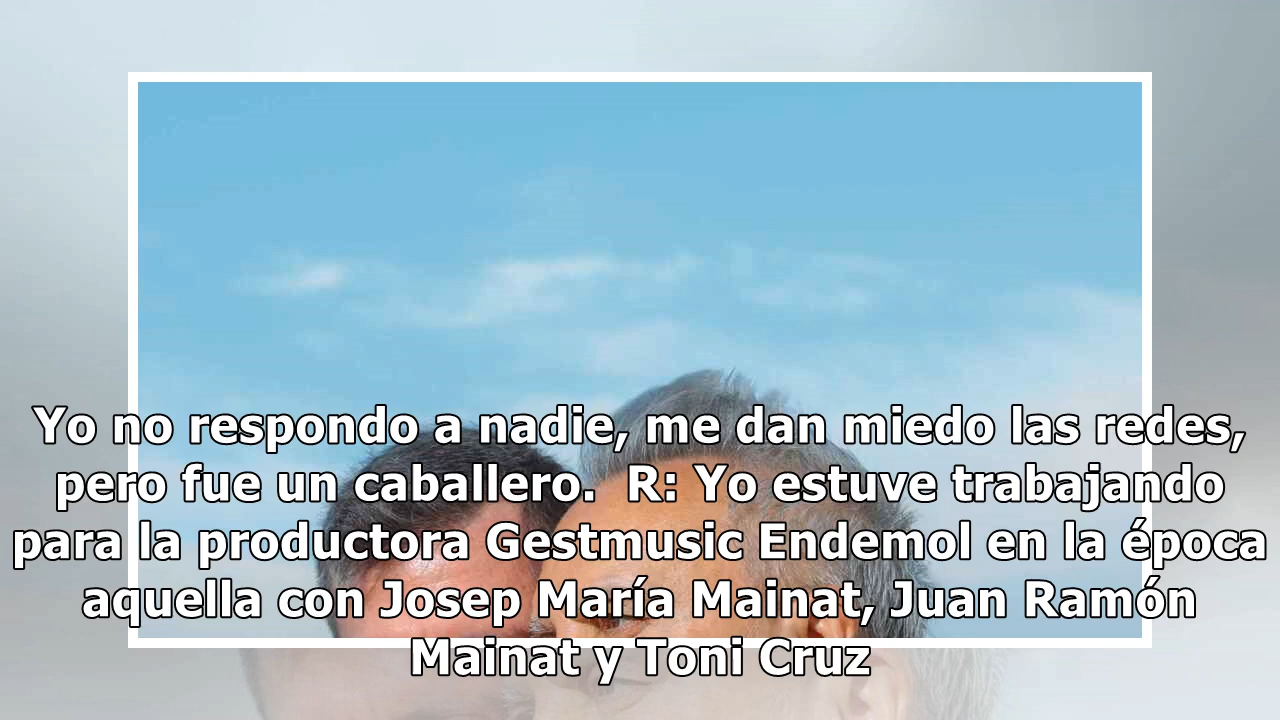 Yo no respondo a nadie, me dan miedo las redes,
pero fue un caballero.  R: Yo estuve trabajando
para la productora Gestmusic Endemol en la época
aquella con Josep María Mainat, Juan Ramón
Mainat y Toni Cruz